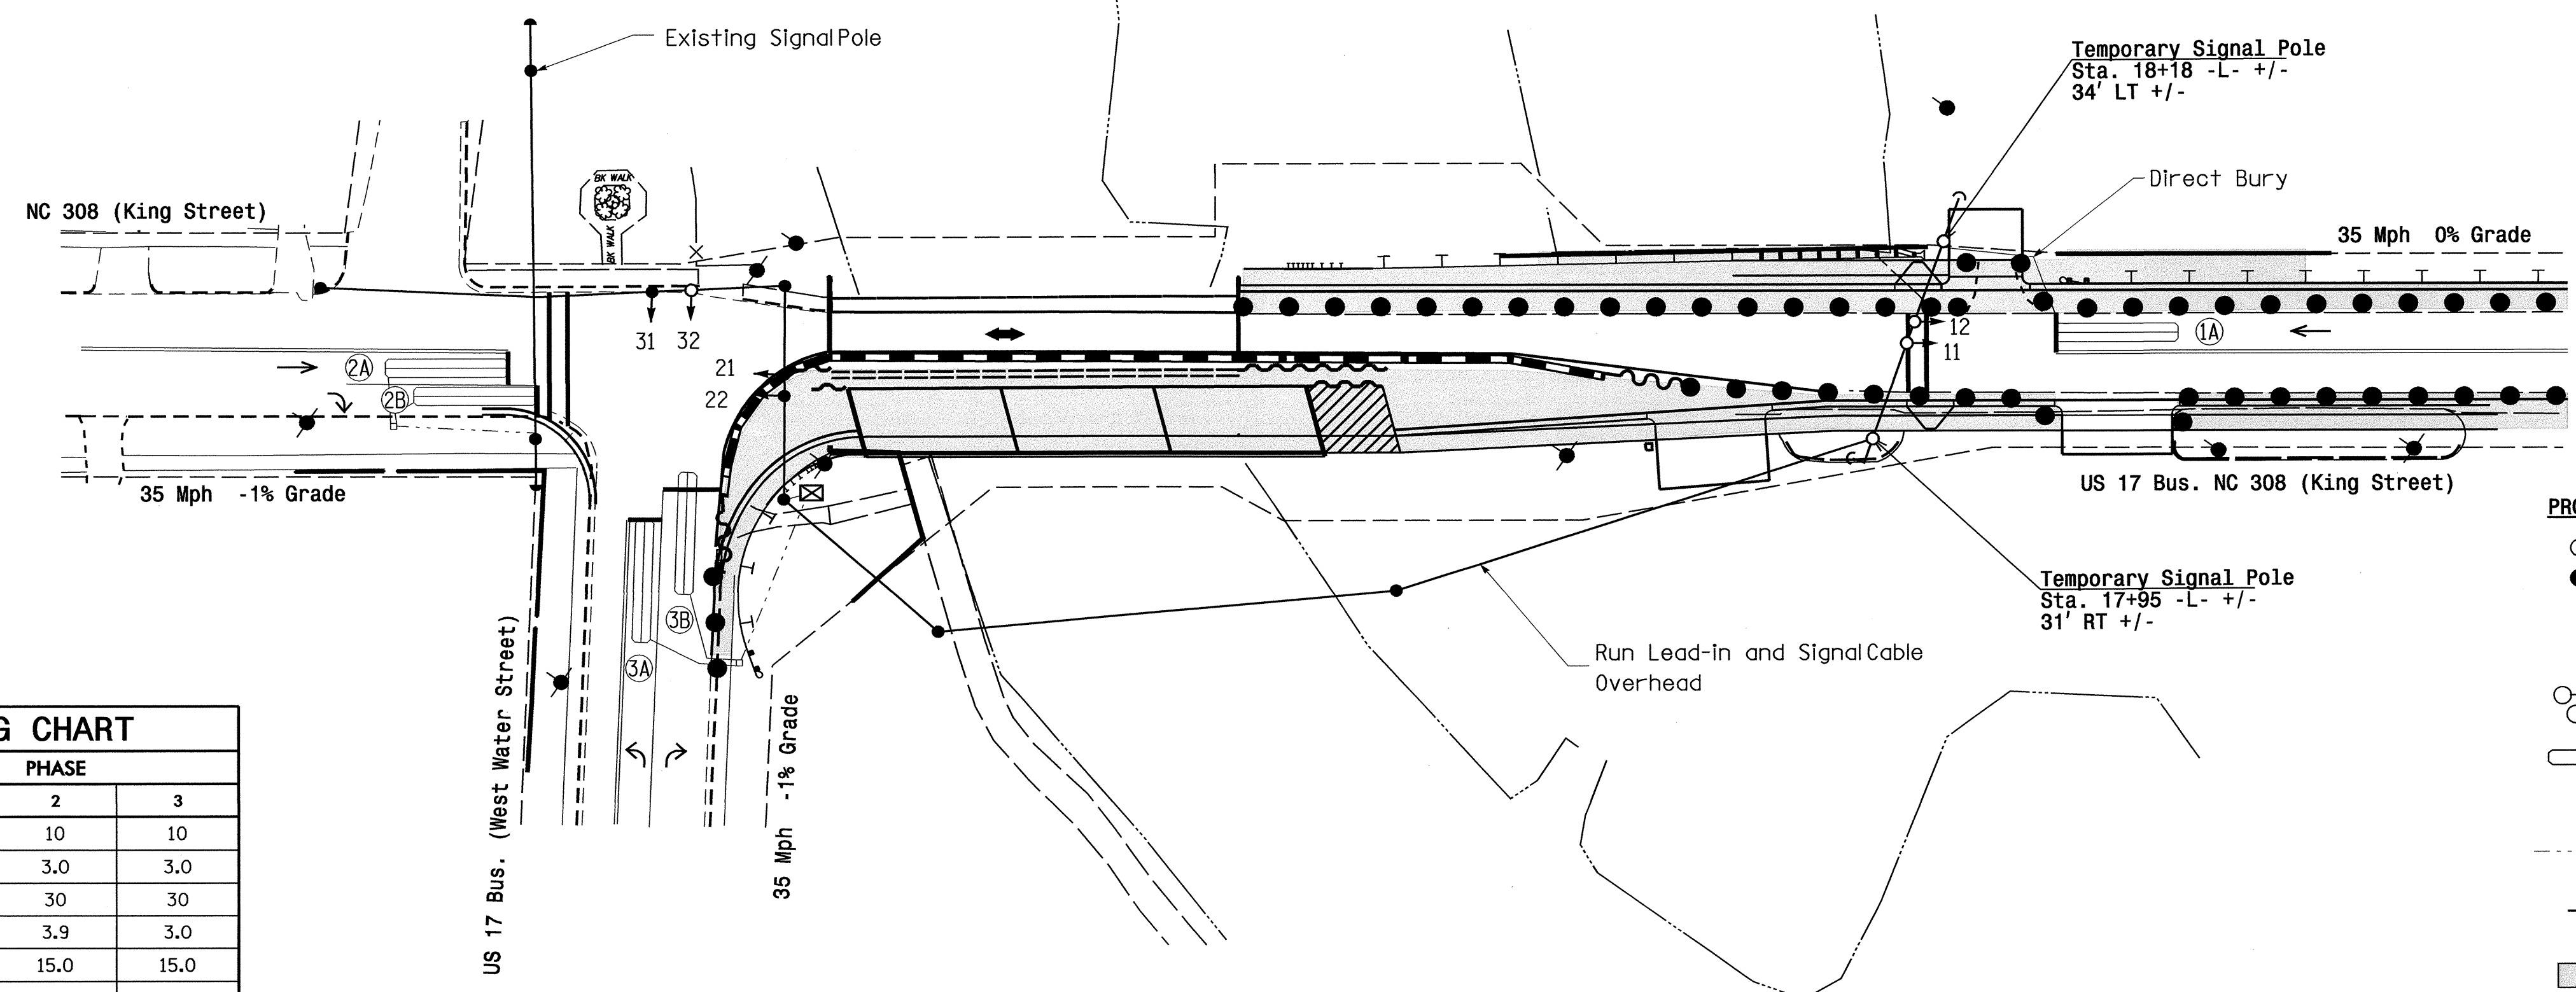 Existing Signal Pole
Temporary Signal Pole
Sta. 18+18 -L- +/-
34' LT +/-
Direct Bury
NC 308 (King Street)
BK WALK
BK WALK
35 Mph 0% Grade
31 32
12
11
1A
2A
2B
21
22
35 Mph -1% Grade
US 17 Bus. NC 308 (King Street)
Temporary Signal Pole
Sta. 17+95 -L- +/-
31' RT +/-
3B
3A
Run Lead-in and Signal Cable
Overhead
US 17 Bus. (West Water Street)
35 Mph -1% Grade
G CHART
PHASE
2 3
10 10
3.0 3.0
30 30
3.9 3.0
15.0 15.0
PRO